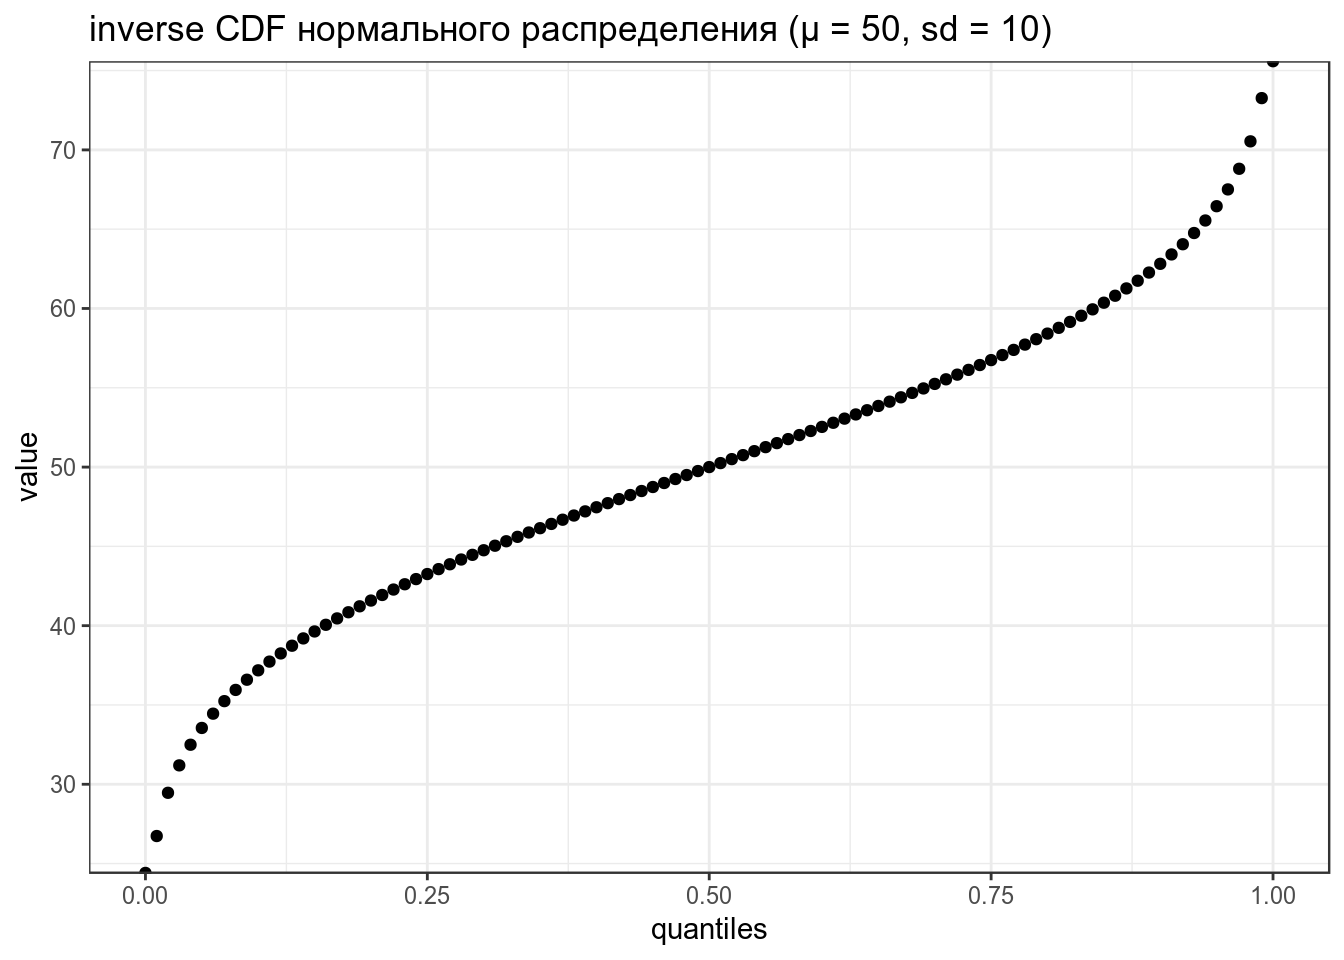 inverse CDF нормального распределения (μ = 50, sd = 10)
70
60
50
40
30
value
0.00 0.25 0.50 0.75 1.00
quantiles